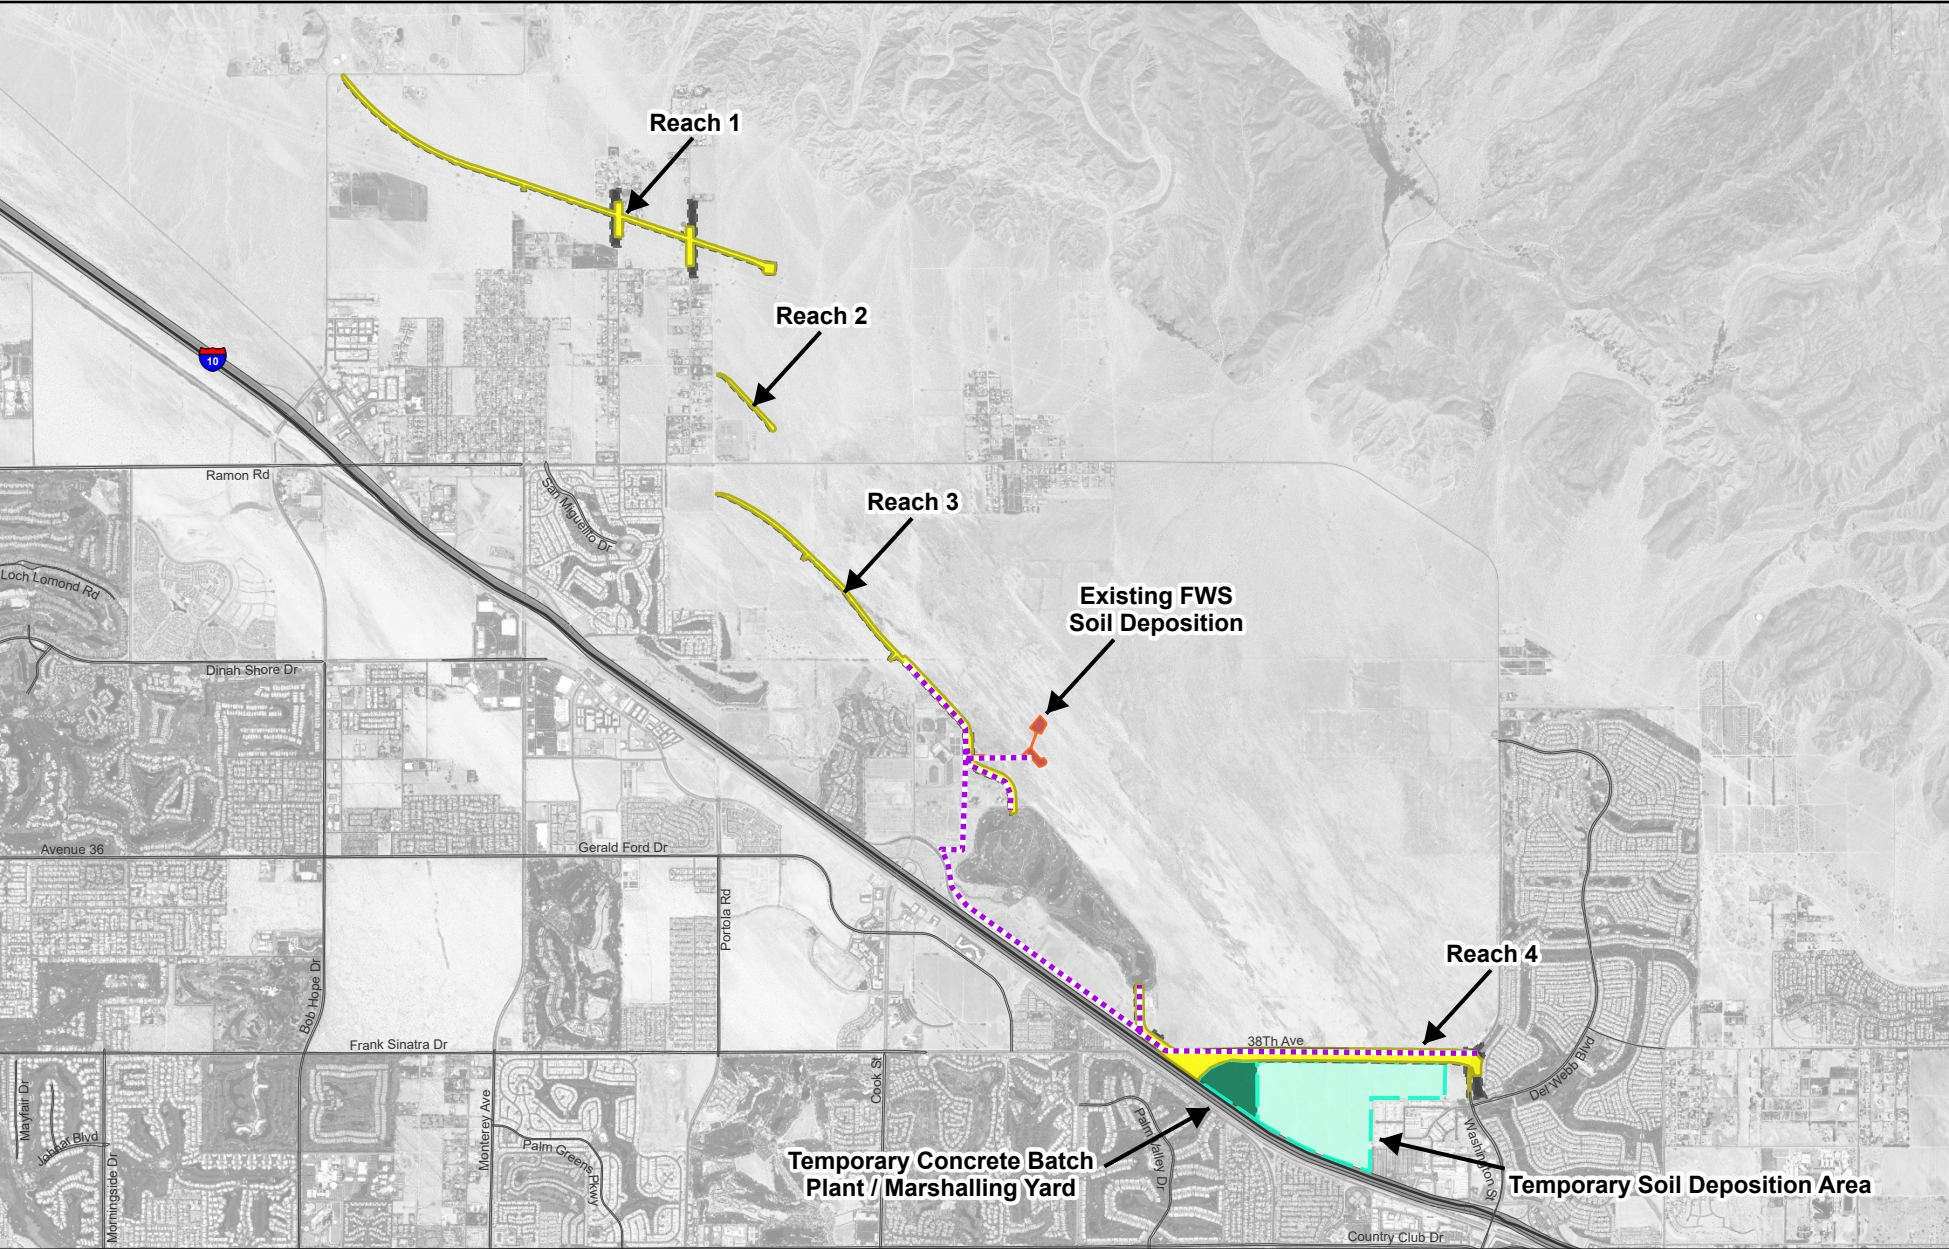 Reach 1
Reach 2
10
Ramon Rd
San Miguelito Dr
Reach 3
Loch Lomond Rd
Existing FWS
Soil Deposition
Dinah Shore Dr
Avenue 36
Gerald Ford Dr
Portola Rd
Reach 4
Bob Hope Dr
Frank Sinatra Dr
38Th Ave
Cook St
Del Webb Blvd
Mayfair Dr
Monterey Ave
Johnar Blvd
Palm Greens Pkwy
Morningside Dr
Palm Valley Dr
Washington St
Temporary Concrete Batch
Plant / Marshalling Yard
Temporary Soil Deposition Area
Country Club Dr